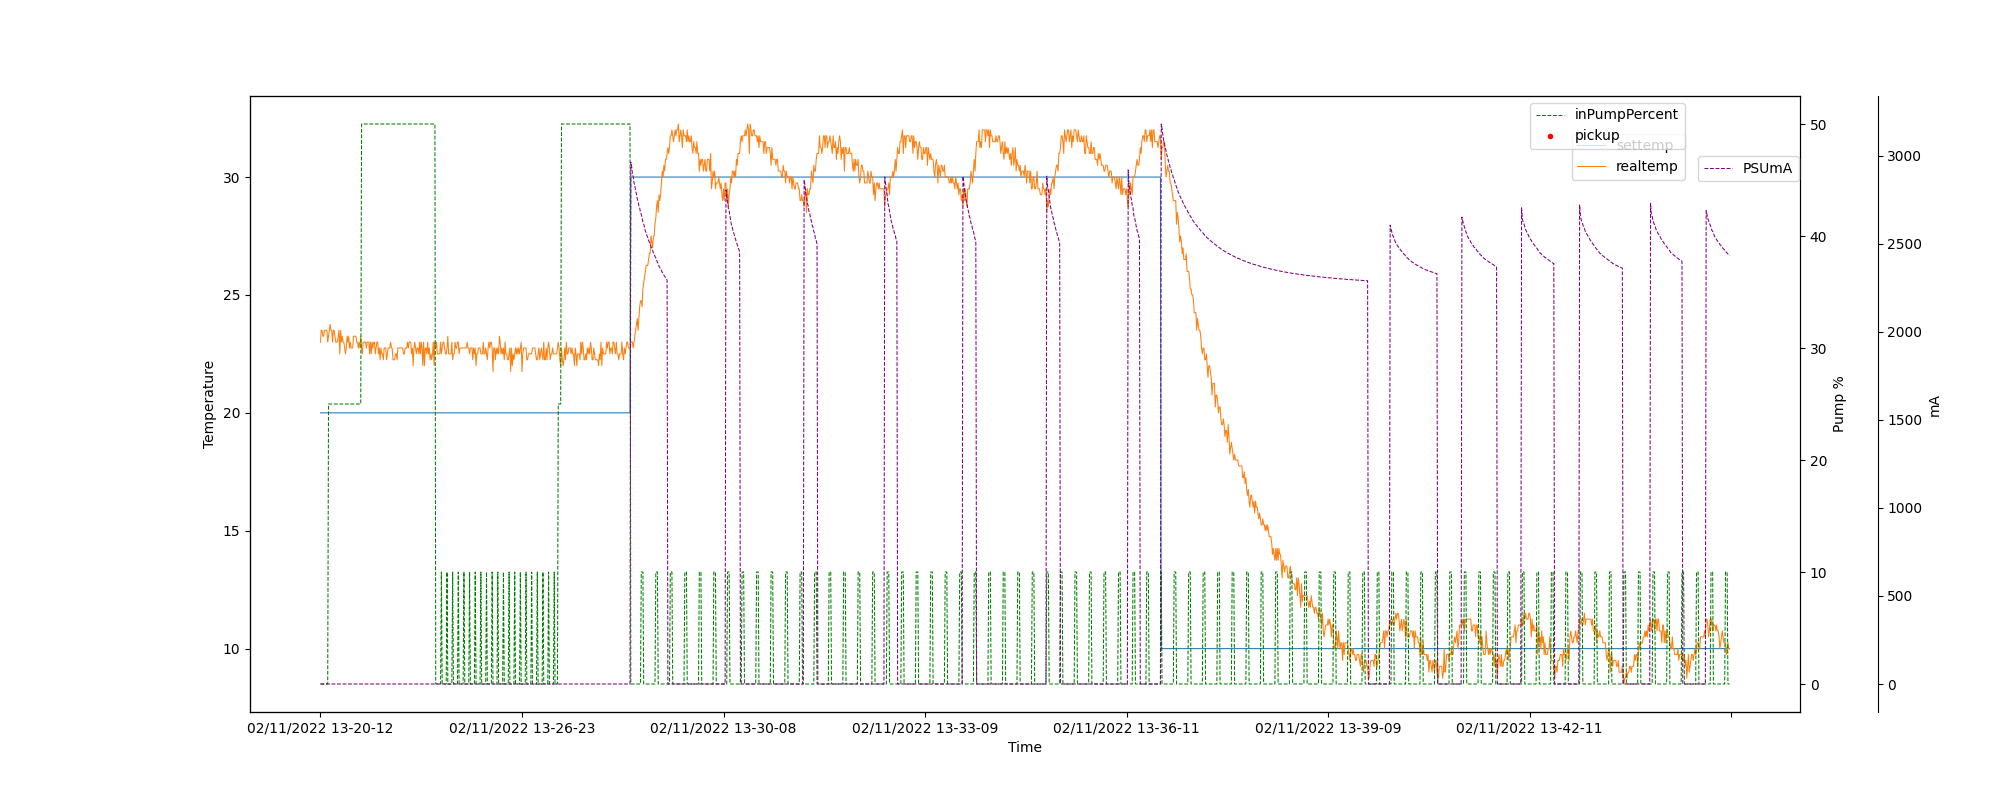 inPumpPercent
pickup
settemp
realtemp
PSUmA
Temperature
30
25
20
15
10
50
40
30
20
10
0
Pump %
3000
2500
2000
1500
1000
500
0
mA
02/11/2022 13-20-12
02/11/2022 13-26-23
02/11/2022 13-30-08
02/11/2022 13-33-09
02/11/2022 13-36-11
02/11/2022 13-39-09
02/11/2022 13-42-11
Time